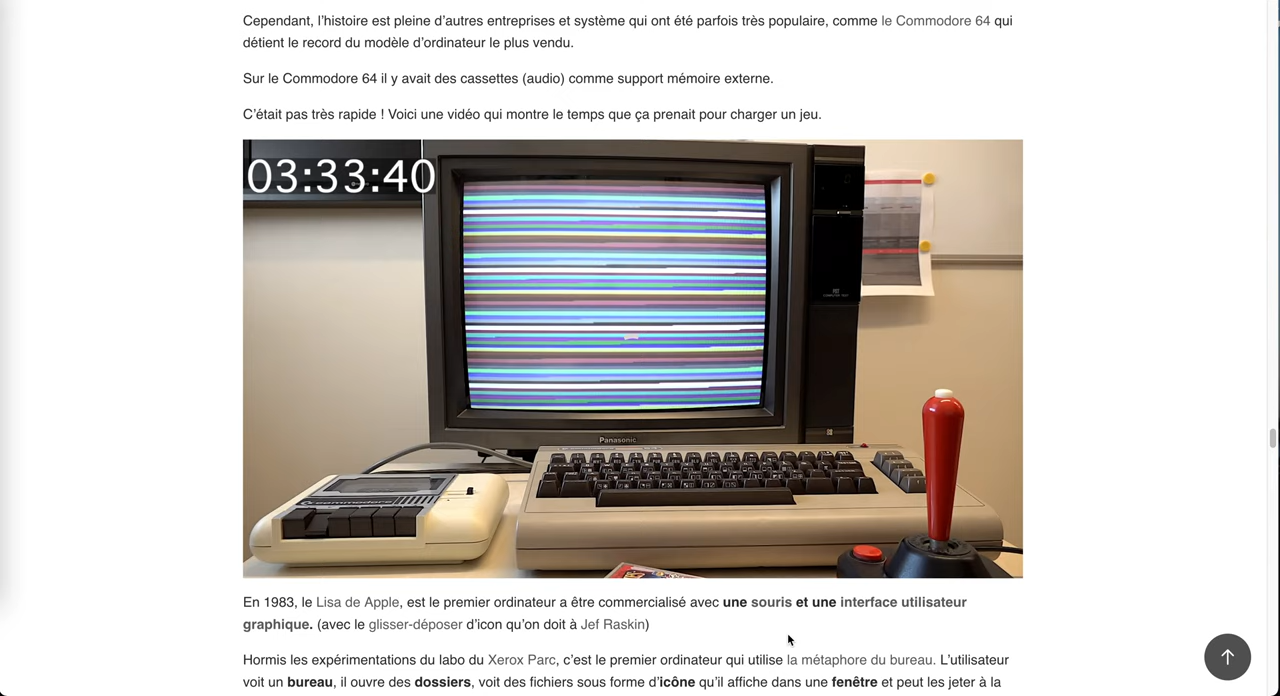 Cependant, l’histoire est pleine d’autres entreprises et système qui ont été parfois très populaire, comme le Commodore 64 qui
détient le record du modèle d’ordinateur le plus vendu.
Sur le Commodore 64 il y avait des cassettes (audio) comme support mémoire externe.
C’était pas très rapide ! Voici une vidéo qui montre le temps que ça prenait pour charger un jeu.
03:33:40
Panasonic
commodore
En 1983, le Lisa de Apple, est le premier ordinateur a être commercialisé avec une souris et une interface utilisateur
graphique. (avec le glisser-déposer d’icon qu’on doit à Jef Raskin)
Hormis les expérimentations du labo du Xerox Parc, c’est le premier ordinateur qui utilise la métaphore du bureau. L’utilisateur
voit un bureau, il ouvre des dossiers, voit des fichiers sous forme d’icône qu’il affiche dans une fenêtre et peut les jeter à la